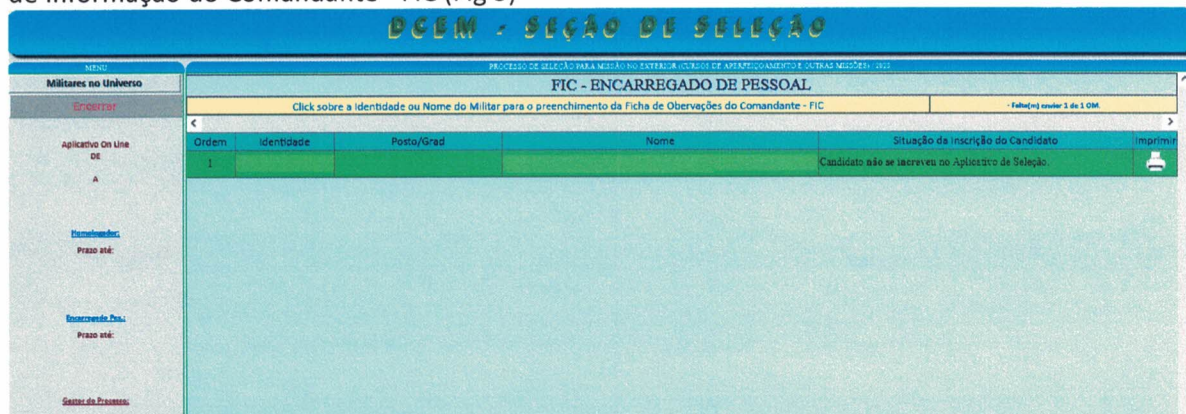 de Informação do Comandante - FIC (Fig 3)
DCEM - SEÇÃO DE SELEÇÃO
MENU
PROCESSO DE SELEÇÃO PARA MISSÃO NO EXTERIOR (CURSOS DE APERFEIÇOAMENTO E OUTRAS MISSÕES)
Militares no Universo
FIC - ENCARREGADO DE PESSOAL
Encerrar
Click sobre a Identidade ou Nome do Militar para o preenchimento da Ficha de Obervações do Comandante - FIC
- Falta(m) enviar 1 de 1 OM.
Aplicativo On Line
DE
A
Ordem Identidade Posto/Grad Nome Situação da Inscrição do Candidato Imprimir
1 Candidato não se increveu no Aplicativo de Seleção.
Homologador:
Prazo até:
Encarregado Pes.:
Prazo até:
Gestor do Processo: